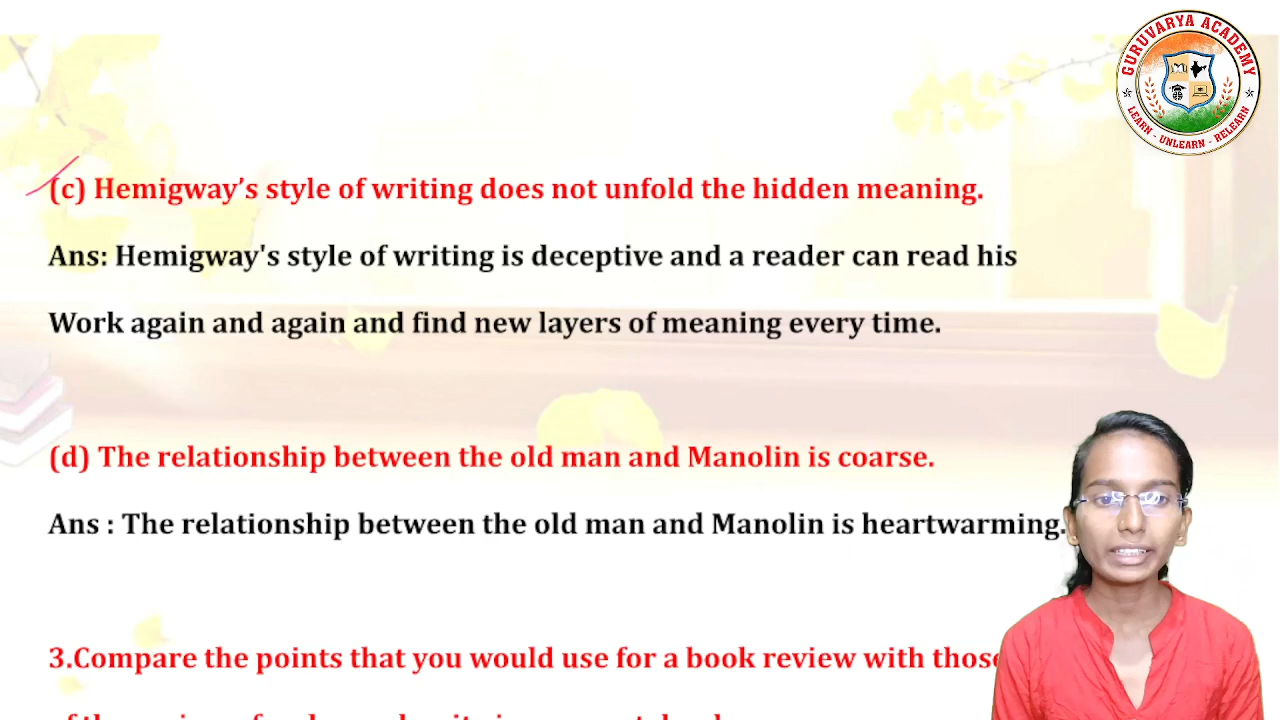 GURUVARYA ACADEMY
LEARN - UNLEARN - RELEARN
(c) Hemigway’s style of writing does not unfold the hidden meaning.
Ans: Hemigway's style of writing is deceptive and a reader can read his
Work again and again and find new layers of meaning every time.
(d) The relationship between the old man and Manolin is coarse.
Ans : The relationship between the old man and Manolin is heartwarming.
3.Compare the points that you would use for a book review with those